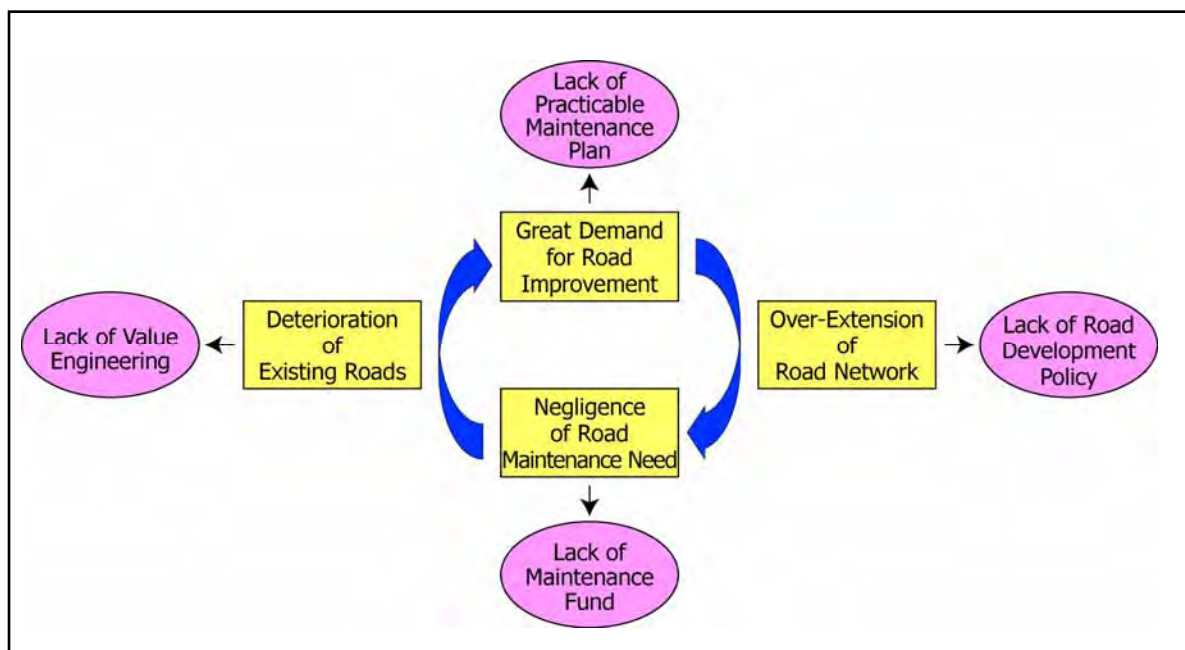 Lack of
Practicable
Maintenance
Plan
Great Demand
for Road
Improvement
Lack of Value
Engineering
Deterioration
of
Existing Roads
Over-Extension
of
Road Network
Lack of Road
Development
Policy
Negligence
of Road
Maintenance Need
Lack of
Maintenance
Fund